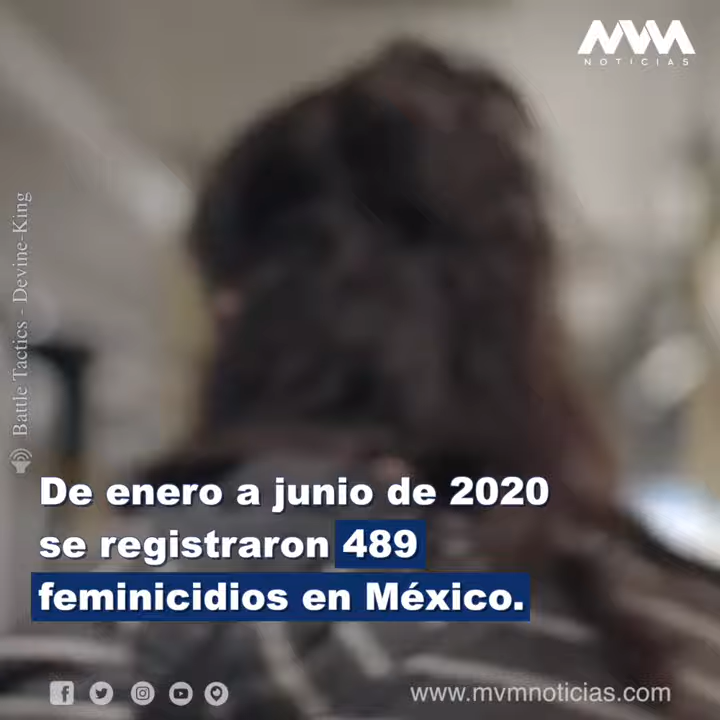 MVM
NOTICIAS
Battle Tactics - Devine-King
De enero a junio de 2020
se registraron 489
feminicidios en México.
www.mvmnoticias.com